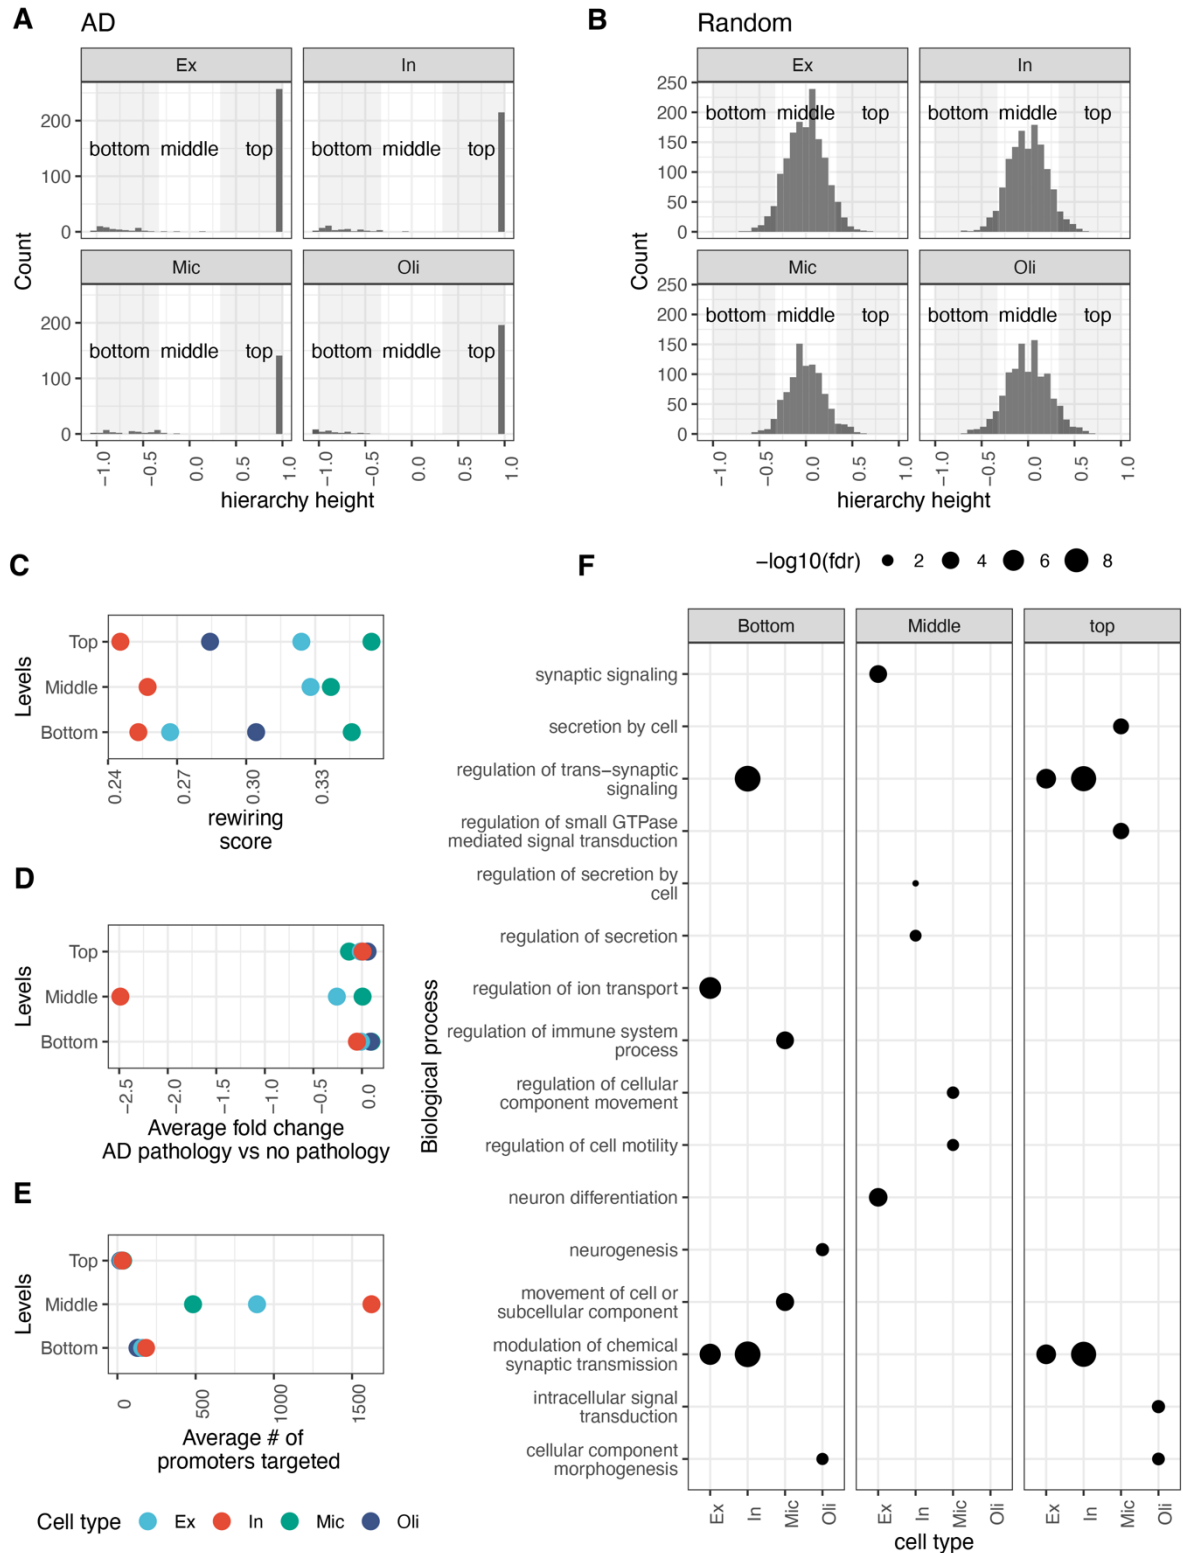 A AD
Ex In
200
100
0
bottom middle top bottom middle top
Mic Oli
200
100
0
bottom middle top bottom middle top
Count
−1.0 −0.5 0.0 0.5 1.0 −1.0 −0.5 0.0 0.5 1.0
hierarchy height
B Random
Ex In
250
200
150
100
50
0
bottom middle top bottom middle top
Mic Oli
250
200
150
100
50
0
bottom middle top bottom middle top
Count
−1.0 −0.5 0.0 0.5 1.0 −1.0 −0.5 0.0 0.5 1.0
hierarchy height
C
Levels
Top
Middle
Bottom
0.24 0.27 0.30 0.33
rewiring
score
D
Levels
Top
Middle
Bottom
−2.5 −2.0 −1.5 −1.0 −0.5 0.0
Average fold change
AD pathology vs no pathology
E
Levels
Top
Middle
Bottom
0 500 1000 1500
Average # of
promoters targeted
Cell type Ex In Mic Oli
F
−log10(fdr) 2 4 6 8
Bottom Middle top
Biological process
synaptic signaling
secretion by cell
regulation of trans−synaptic
signaling
regulation of small GTPase
mediated signal transduction
regulation of secretion by
cell
regulation of secretion
regulation of ion transport
regulation of immune system
process
regulation of cellular
component movement
regulation of cell motility
neuron differentiation
neurogenesis
movement of cell or
subcellular component
modulation of chemical
synaptic transmission
intracellular signal
transduction
cellular component
morphogenesis
Ex In Mic Oli Ex In Mic Oli Ex In Mic Oli
cell type